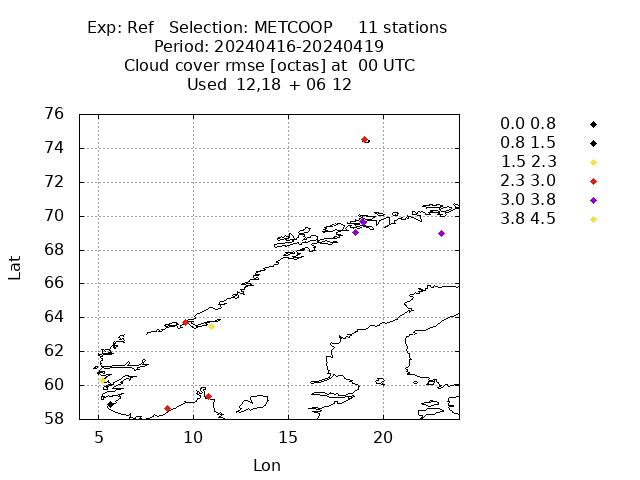 Exp: Ref Selection: METCOOP 11 stations
Period: 20240416-20240419
Cloud cover rmse [octas] at 00 UTC
Used 12,18 + 06 12
0.0 0.8
0.8 1.5
1.5 2.3
2.3 3.0
3.0 3.8
3.8 4.5
76
74
72
70
68
66
64
62
60
58
Lat
5 10 15 20
Lon